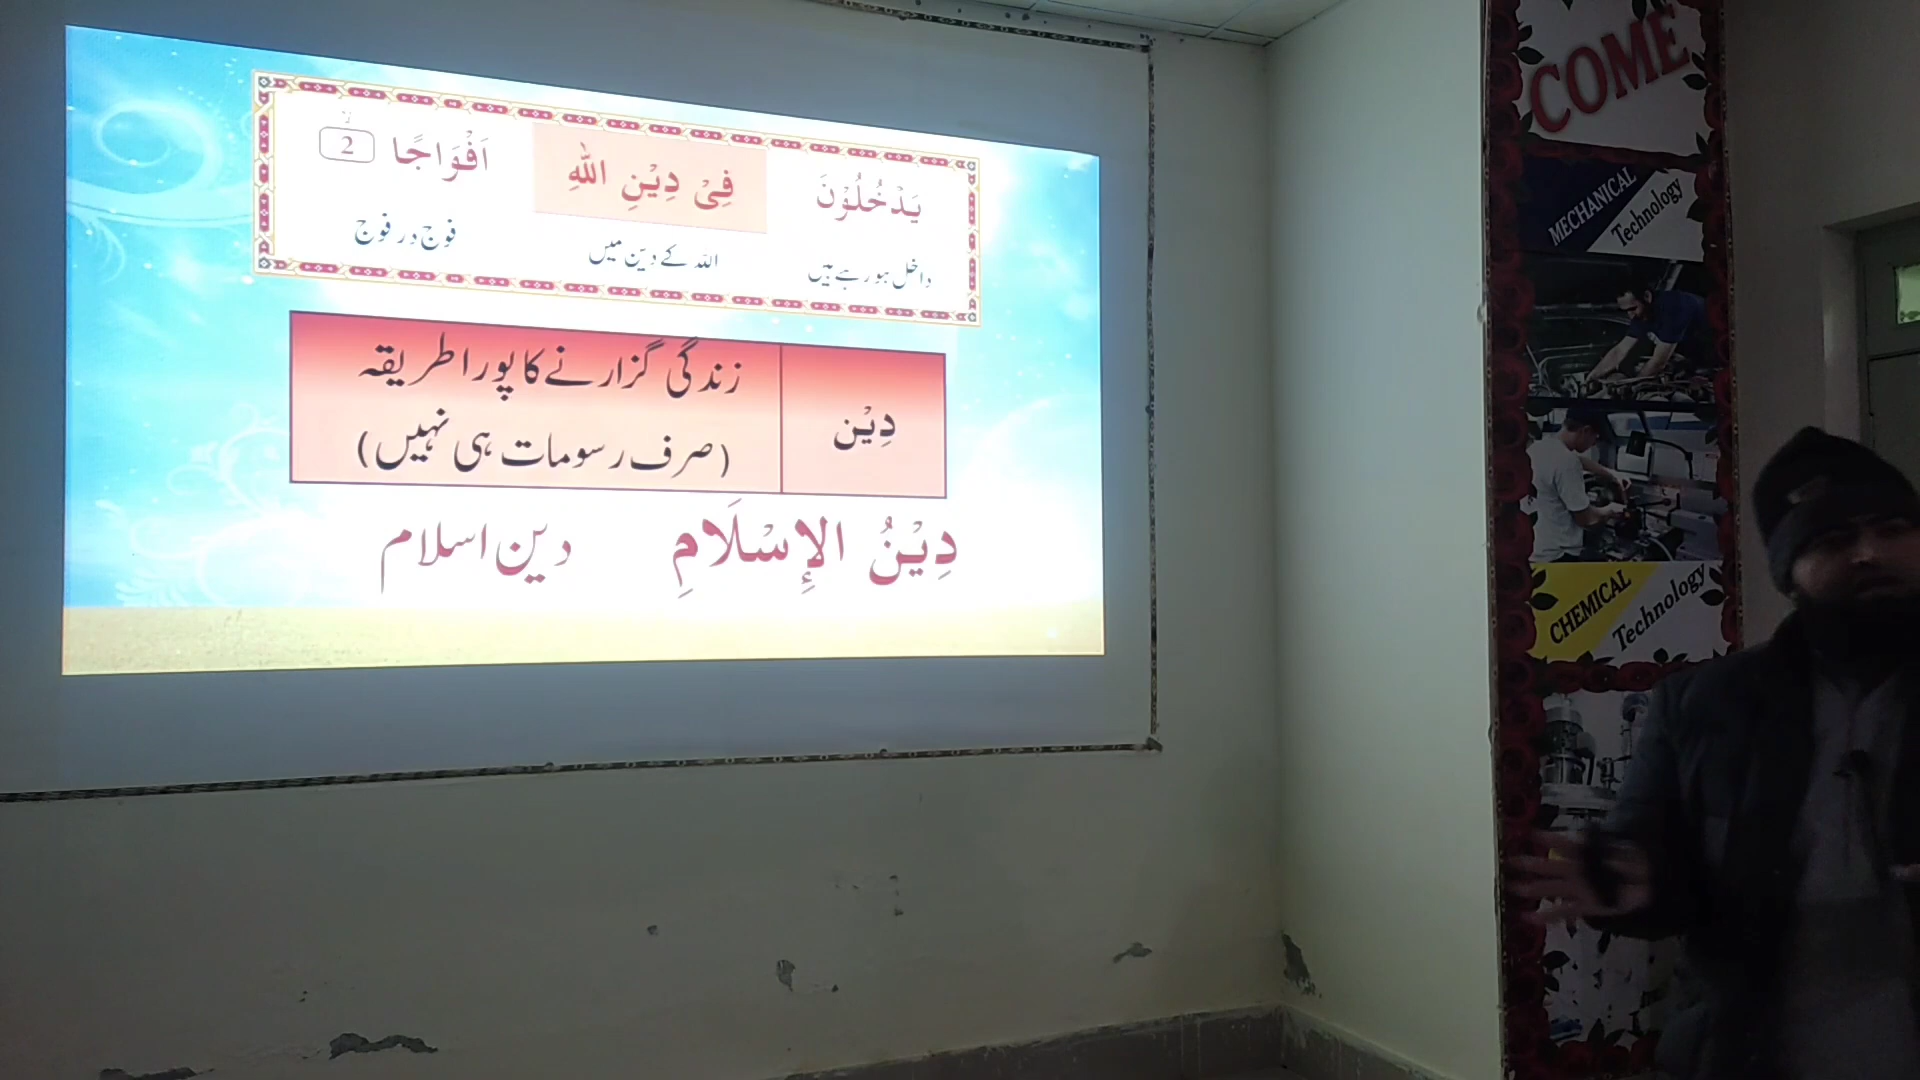 يَدْخُلُوْنَ فِيْ دِيْنِ اللّٰهِ اَفْوَاجًا 2
داخل ہو رہے ہیں اللہ کے دین میں فوج در فوج
دِيْن
زندگی گزارنے کا پورا طریقہ
(صرف رسومات ہی نہیں)
دِيْنُ الإِسْلَامِ دین اسلام
COME
MECHANICAL
Technology
CHEMICAL
Technology